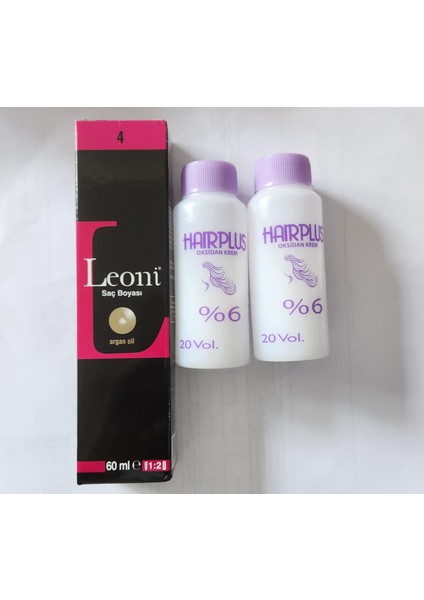 4
Leoni®
Saç Boyası
argan oil
60 ml ℮ 1:2
HAIRPLUS
OKSİDAN KREM
%6
20 Vol.
HAIRPLUS
OKSİDAN KREM
%6
20 Vol.